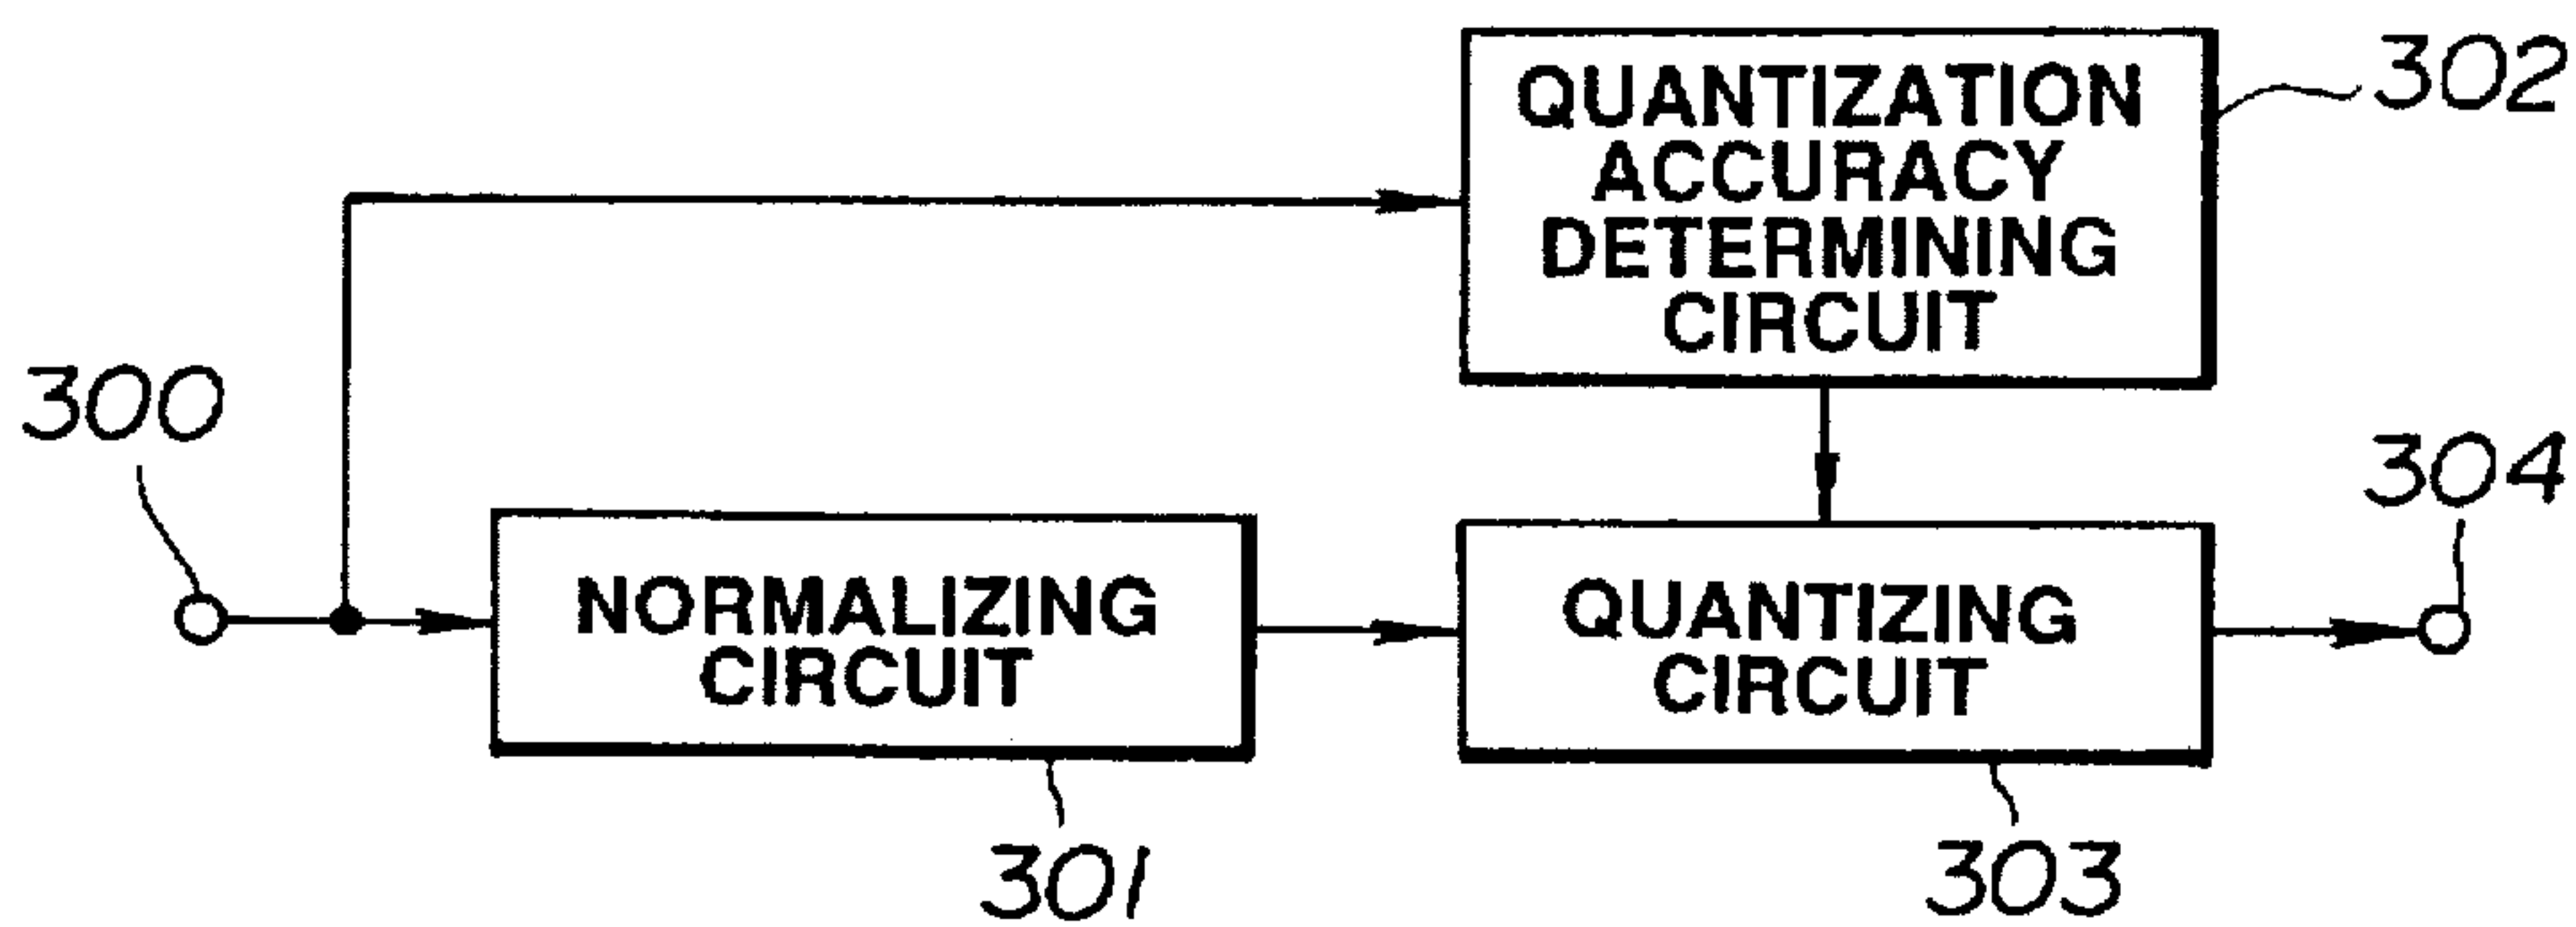 QUANTIZATION
ACCURACY
DETERMINING
CIRCUIT
302
300
NORMALIZING
CIRCUIT
301
QUANTIZING
CIRCUIT
303
304